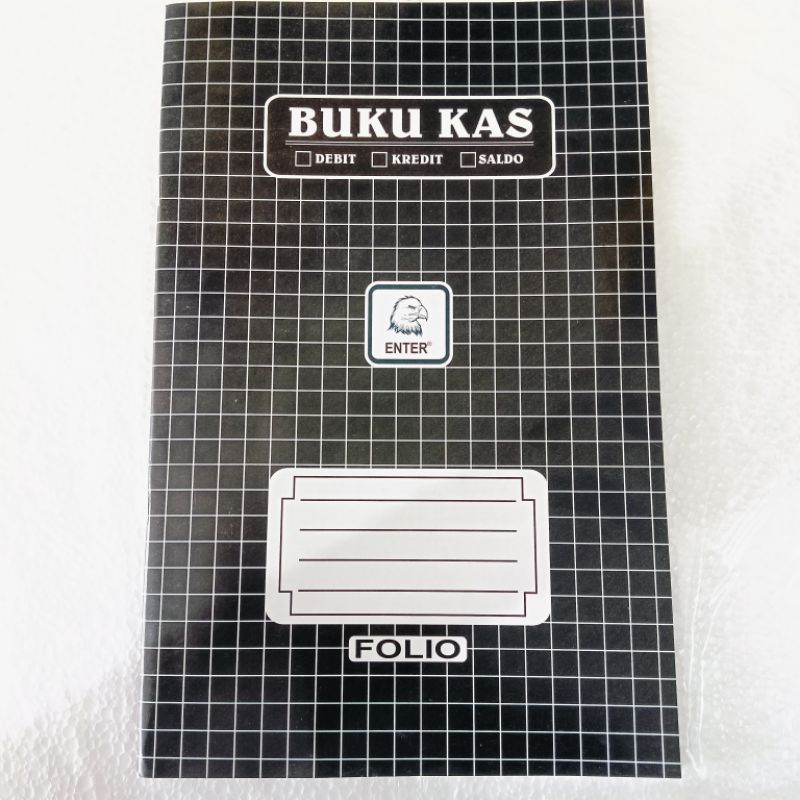 BUKU KAS
DEBIT KREDIT SALDO
ENTER®
FOLIO